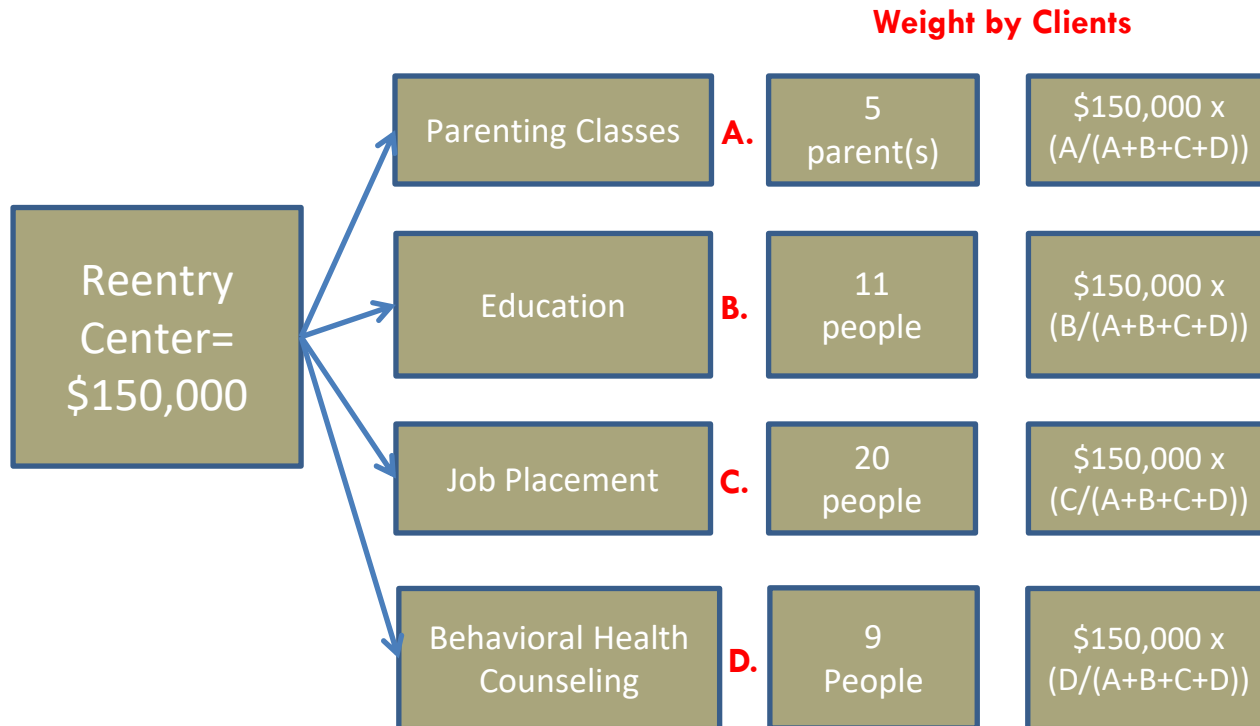 Weight by Clients
Reentry
Center=
$150,000
Parenting Classes
A.
5
parent(s)
$150,000 x
(A/(A+B+C+D))
Education
B.
11
people
$150,000 x
(B/(A+B+C+D))
Job Placement
C.
20
people
$150,000 x
(C/(A+B+C+D))
Behavioral Health
Counseling
D.
9
People
$150,000 x
(D/(A+B+C+D))